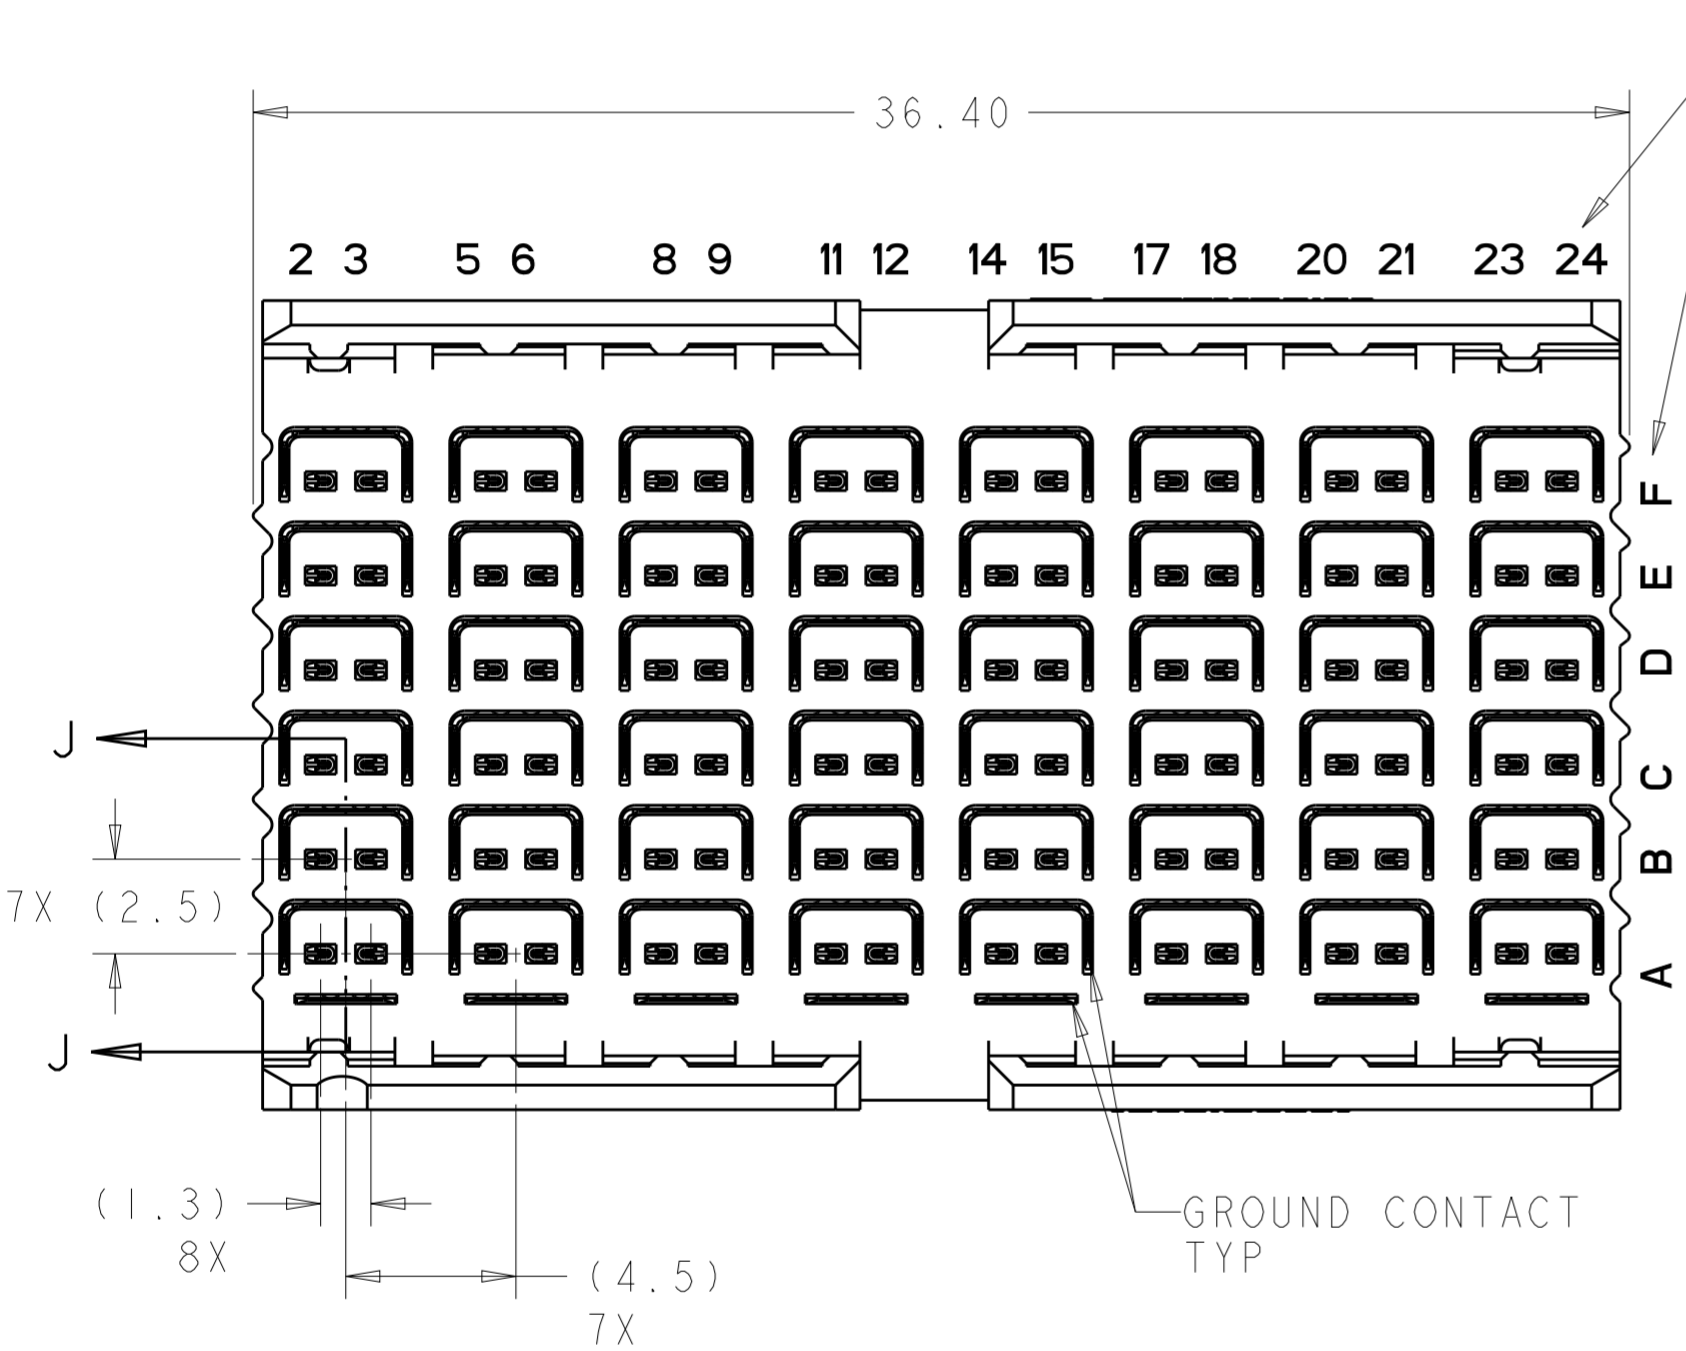 36.40
2 3 5 6 8 9 11 12 14 15 17 18 20 21 23 24
F
E
D
J
C
B
7X (2.5)
A
J
(1.3)
8X
GROUND CONTACT
TYP
(4.5)
7X